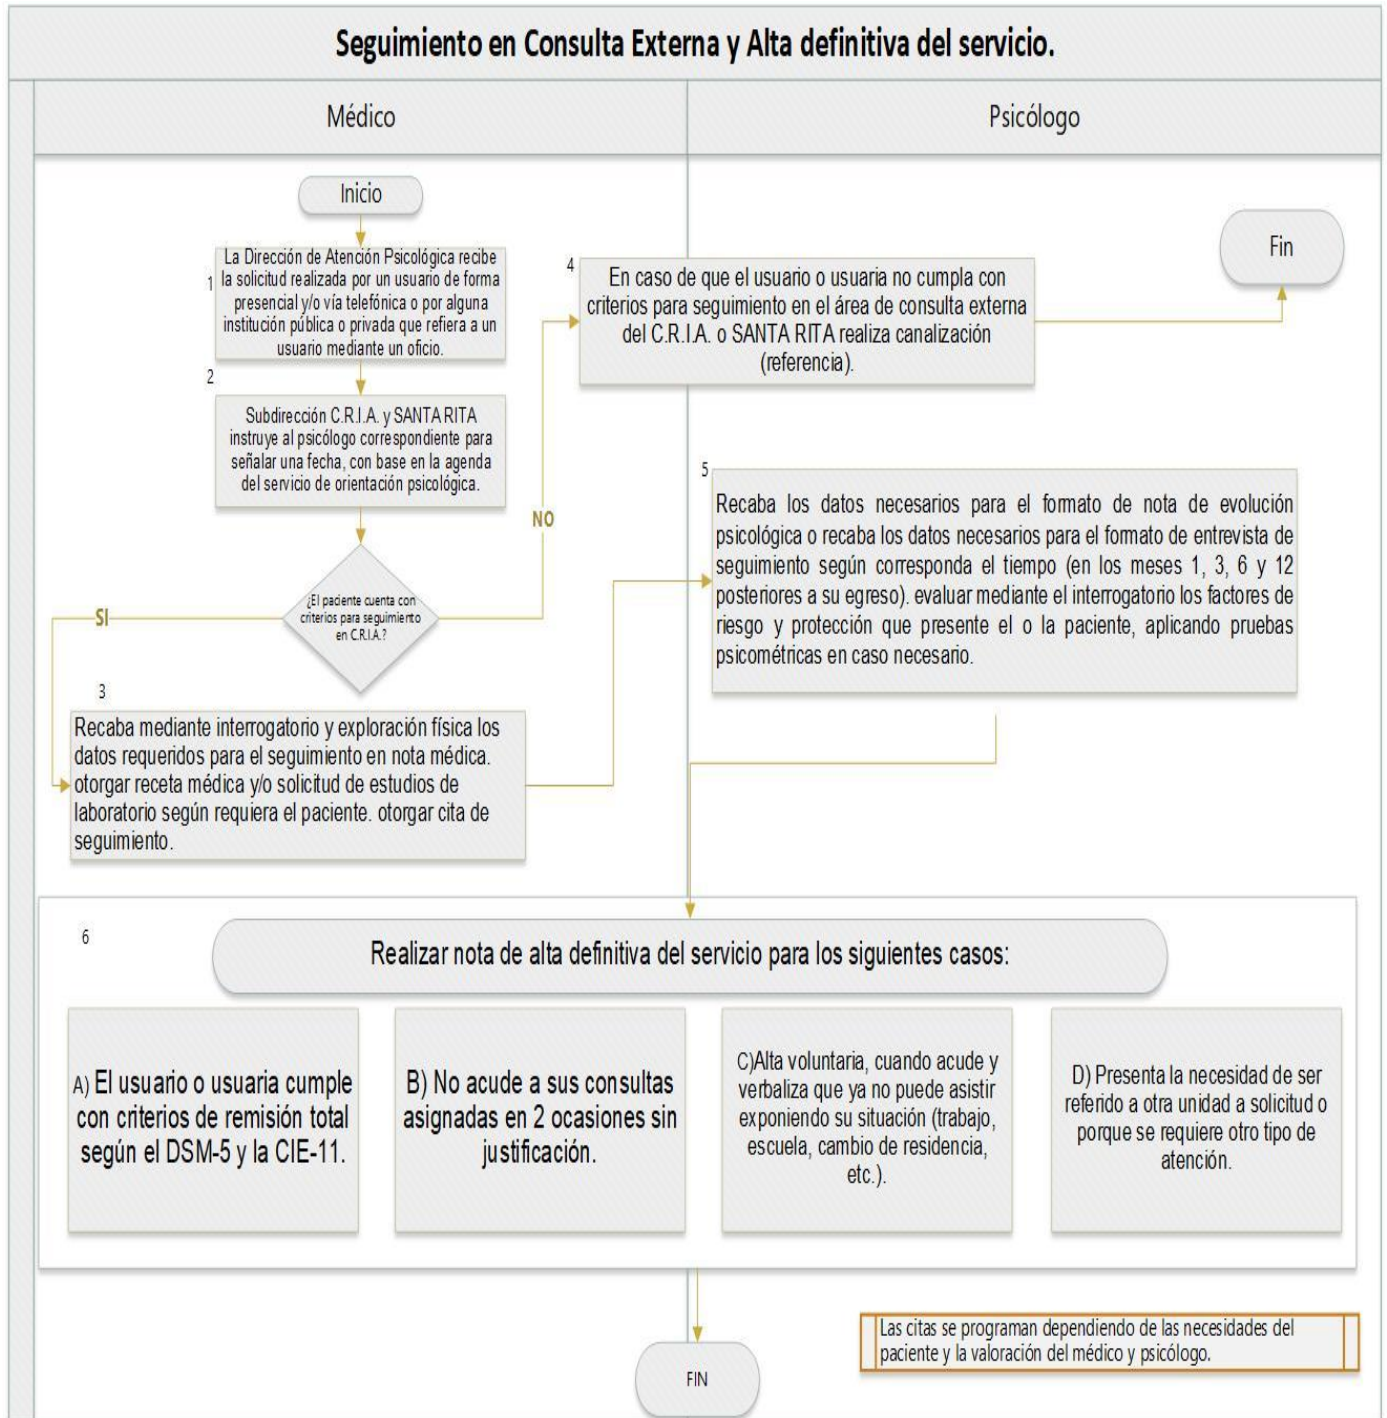 Seguimiento en Consulta Externa y Alta definitiva del servicio.
Médico
Psicólogo
Inicio
1
La Dirección de Atención Psicológica recibe
la solicitud realizada por un usuario de forma
presencial y/o vía telefónica o por alguna
institución pública o privada que refiera a un
usuario mediante un oficio.
2
Subdirección C.R.I.A. y SANTA RITA
instruye al psicólogo correspondiente para
señalar una fecha, con base en la agenda
del servicio de orientación psicológica.
¿El paciente cuenta con
criterios para seguimiento
en C.R.I.A.?
SI
NO
3
Recaba mediante interrogatorio y exploración física los
datos requeridos para el seguimiento en nota médica.
otorgar receta médica y/o solicitud de estudios de
laboratorio según requiera el paciente. otorgar cita de
seguimiento.
4
En caso de que el usuario o usuaria no cumpla con
criterios para seguimiento en el área de consulta externa
del C.R.I.A. o SANTA RITA realiza canalización
(referencia).
Fin
5
Recaba los datos necesarios para el formato de nota de evolución
psicológica o recaba los datos necesarios para el formato de entrevista de
seguimiento según corresponda el tiempo (en los meses 1, 3, 6 y 12
posteriores a su egreso). evaluar mediante el interrogatorio los factores de
riesgo y protección que presente el o la paciente, aplicando pruebas
psicométricas en caso necesario.
6
Realizar nota de alta definitiva del servicio para los siguientes casos:
A) El usuario o usuaria cumple
con criterios de remisión total
según el DSM-5 y la CIE-11.
B) No acude a sus consultas
asignadas en 2 ocasiones sin
justificación.
C)Alta voluntaria, cuando acude y
verbaliza que ya no puede asistir
exponiendo su situación (trabajo,
escuela, cambio de residencia,
etc.).
D) Presenta la necesidad de ser
referido a otra unidad a solicitud o
porque se requiere otro tipo de
atención.
Las citas se programan dependiendo de las necesidades del
paciente y la valoración del médico y psicólogo.
FIN